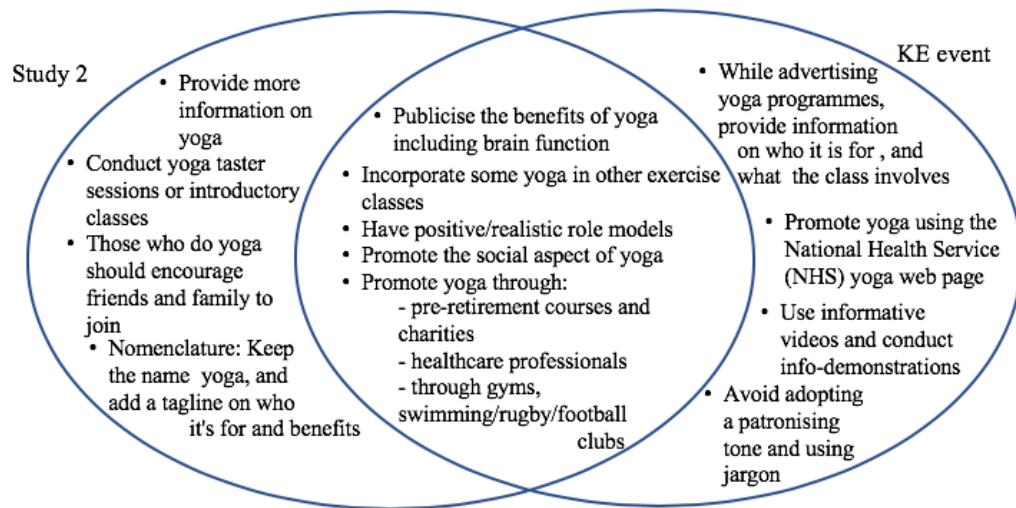 Study 2
• Provide more
information on
yoga
• Conduct yoga taster
sessions or introductory
classes
• Those who do yoga
should encourage
friends and family to
join
• Nomenclature: Keep
the name yoga, and
add a tagline on who
it's for and benefits
• Publicise the benefits of yoga
including brain function
• Incorporate some yoga in other exercise
classes
• Have positive/realistic role models
• Promote the social aspect of yoga
• Promote yoga through:
- pre-retirement courses and
charities
- healthcare professionals
- through gyms,
swimming/rugby/football
clubs
KE event
• While advertising
yoga programmes,
provide information
on who it is for , and
what the class involves
• Promote yoga using the
National Health Service
(NHS) yoga web page
• Use informative
videos and conduct
info-demonstrations
• Avoid adopting
a patronising
tone and using
jargon